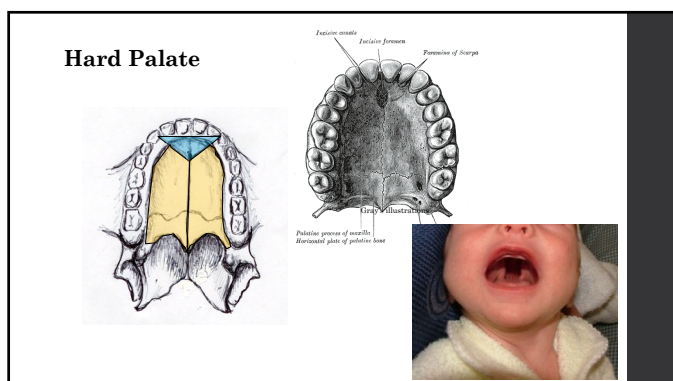 Hard Palate
Incisive canals
Incisive foramen
Foramina of Scarpa
Gray's illustrations
Palatine process of maxilla
Horizontal plate of palatine bone